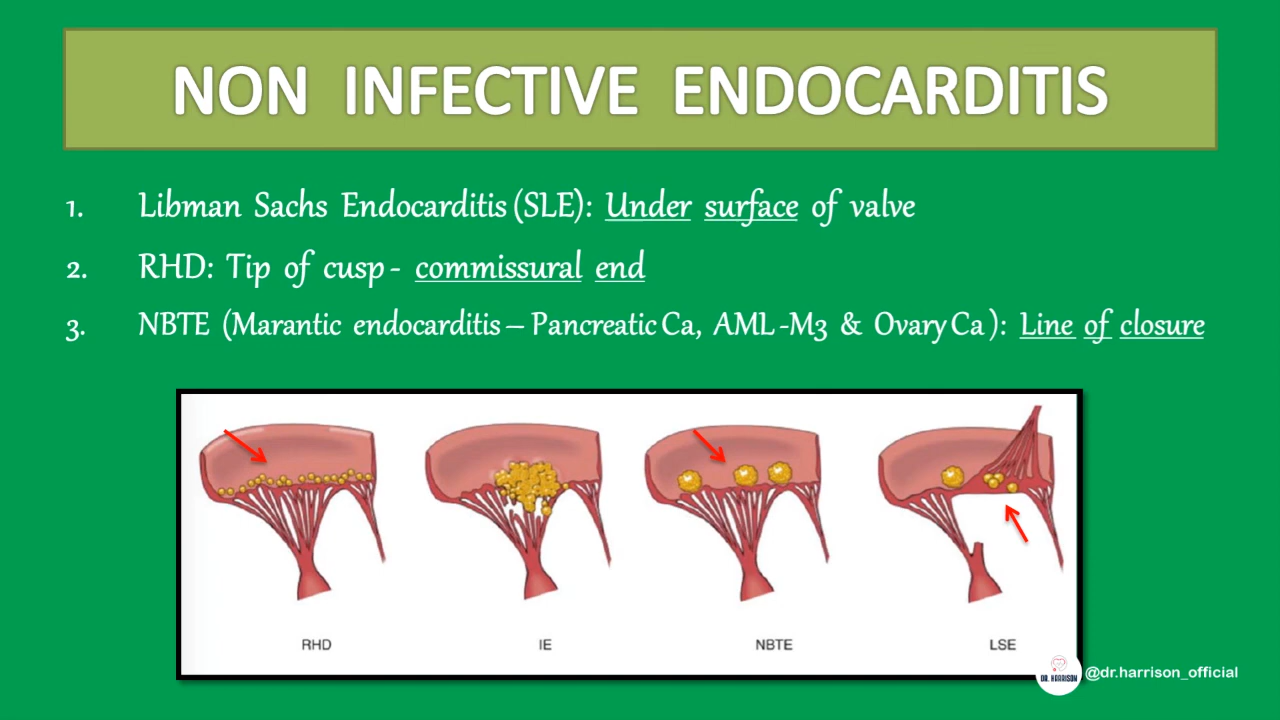 NON INFECTIVE ENDOCARDITIS
1. Libman Sachs Endocarditis (SLE): Under surface of valve
2. RHD: Tip of cusp - commissural end
3. NBTE (Marantic endocarditis – Pancreatic Ca, AML -M3 & Ovary Ca ): Line of closure
RHD IE NBTE LSE
DR. HARRISON
@dr.harrison_official